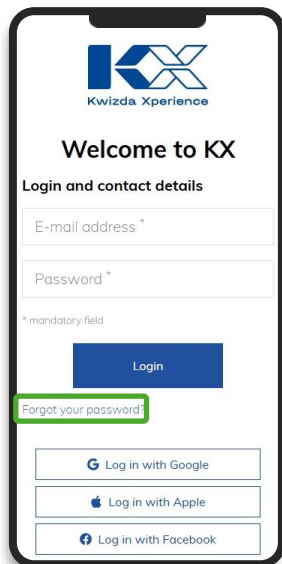 KX
Kwizda Xperience
Welcome to KX
Login and contact details
E-mail address *
Password *
* mandatory field
Login
Forgot your password?
Log in with Google
Log in with Apple
Log in with Facebook